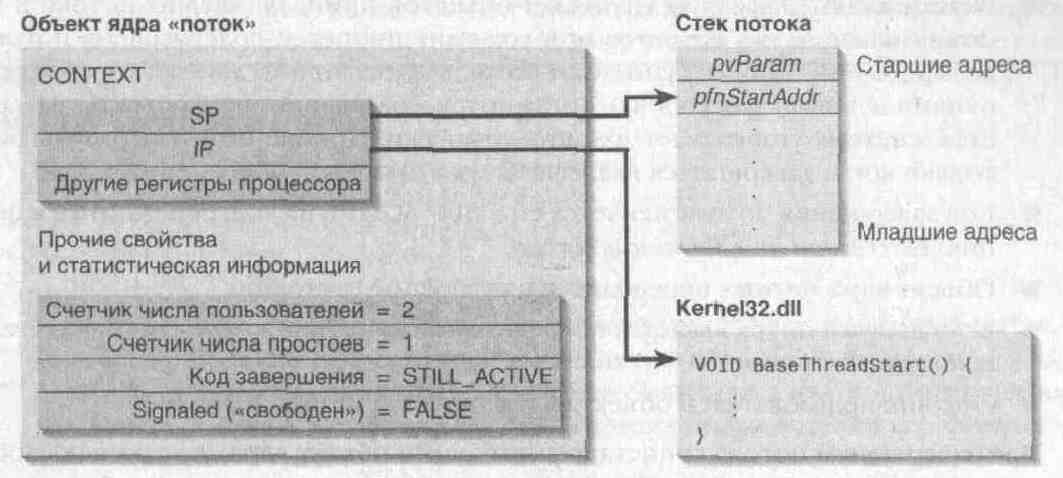 Объект ядра «поток»
CONTEXT
SP
IP
Другие регистры процессора
Прочие свойства
и статистическая информация
Счетчик числа пользователей = 2
Счетчик числа простоев = 1
Код завершения = STILL_ACTIVE
Signaled («свободен») = FALSE
Стек потока
pvParam
Старшие адреса
pfnStartAddr
.
.
.
Младшие адреса
Kernel32.dll
VOID BaseThreadStart() {
.
.
}